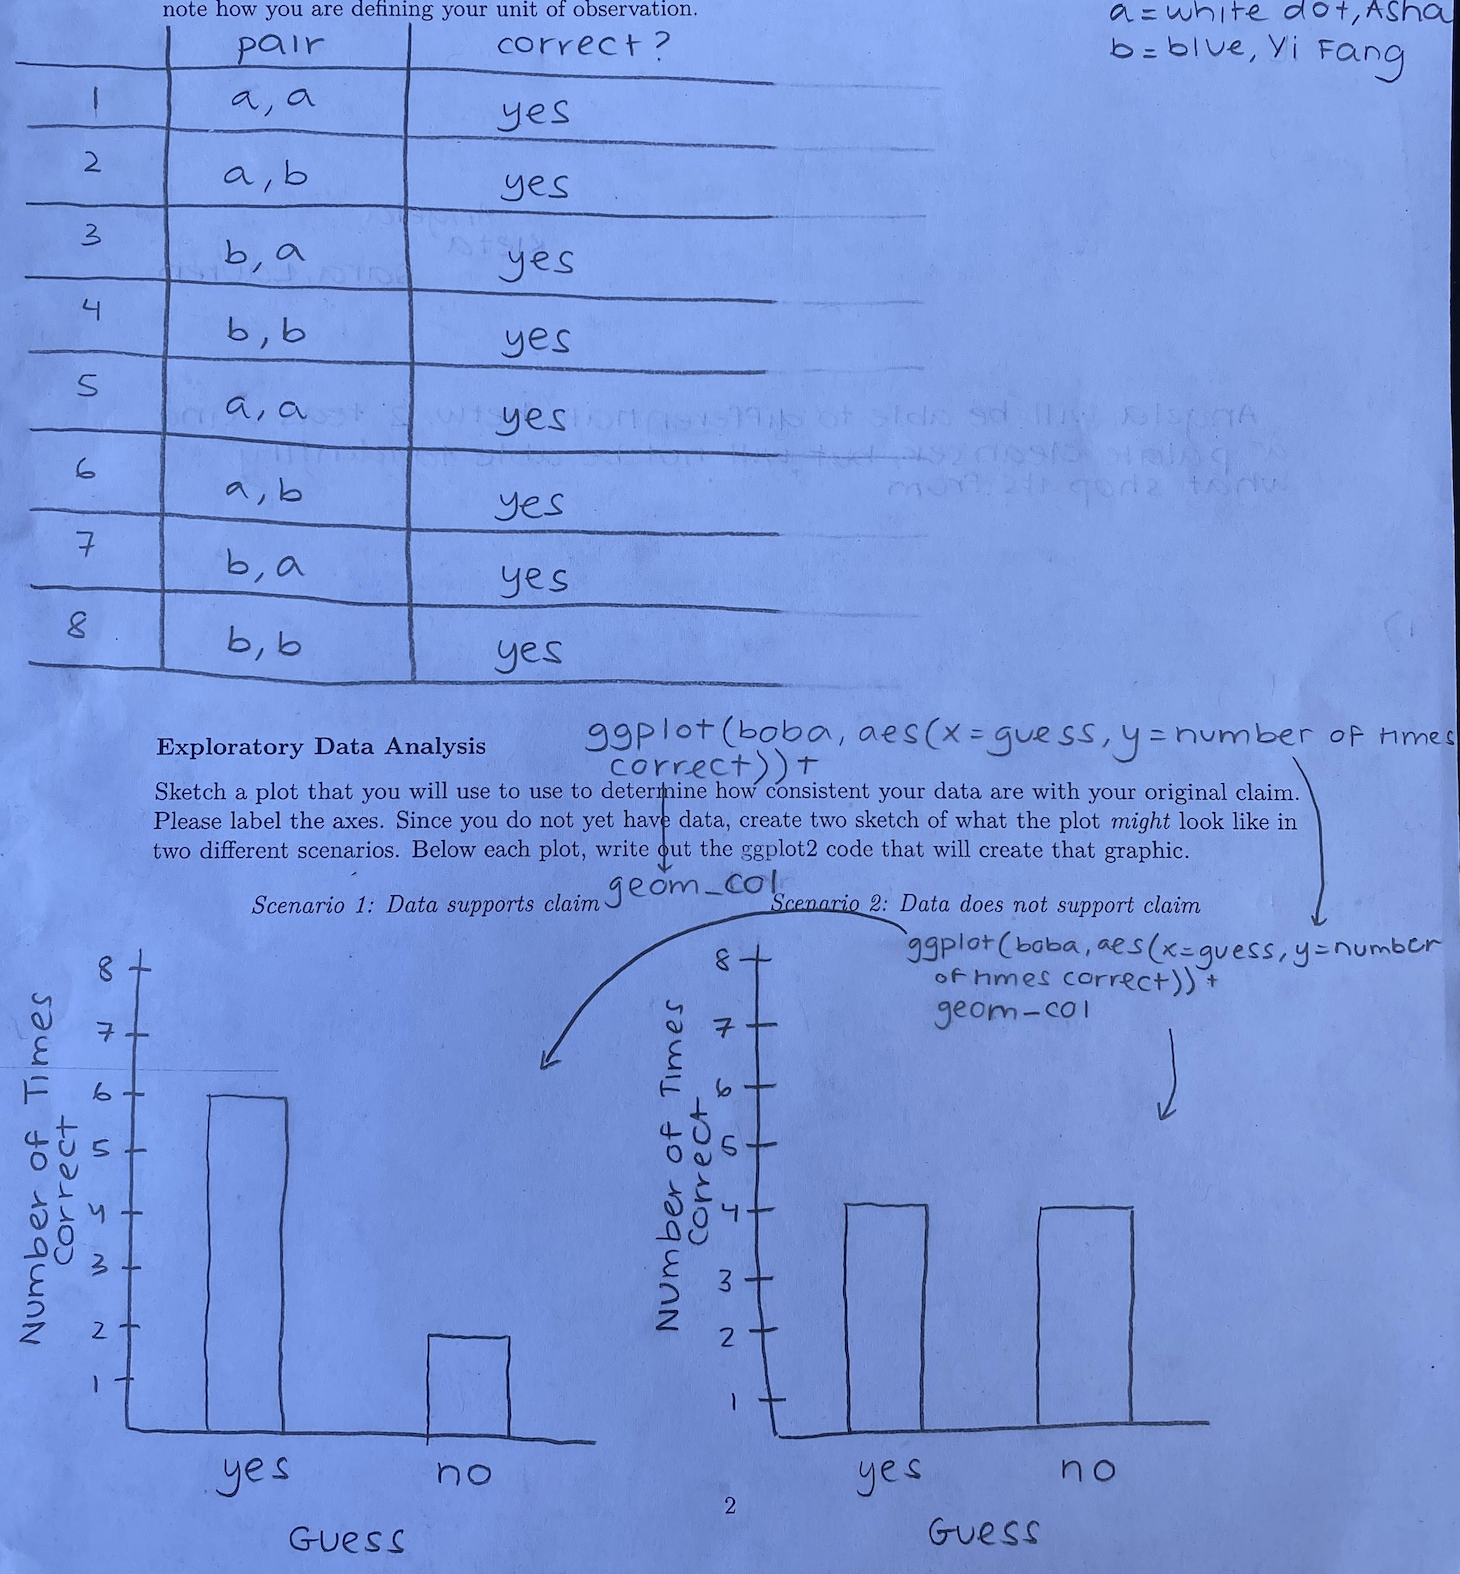 note how you are defining your unit of observation.
a = white dot, Asha
b = blue, Yi Fang
pair correct?
1 a, a yes
2 a, b yes
3 b, a yes
4 b, b yes
5 a, a yes
6 a, b yes
7 b, a yes
8 b, b yes
ggplot(boba, aes(x=guess, y=number of times
correct))+
Exploratory Data Analysis
Sketch a plot that you will use to use to determine how consistent your data are with your original claim.
Please label the axes. Since you do not yet have data, create two sketch of what the plot might look like in
two different scenarios. Below each plot, write out the ggplot2 code that will create that graphic.
geom_col
Scenario 1: Data supports claim
Scenario 2: Data does not support claim
ggplot(boba, aes(x=guess, y=number
of times correct))+
geom-col
Number of Times
Correct
8
7
6
5
4
3
2
1
yes no
Guess
Number of Times
Correct
8
7
6
5
4
3
2
1
yes no
Guess
2